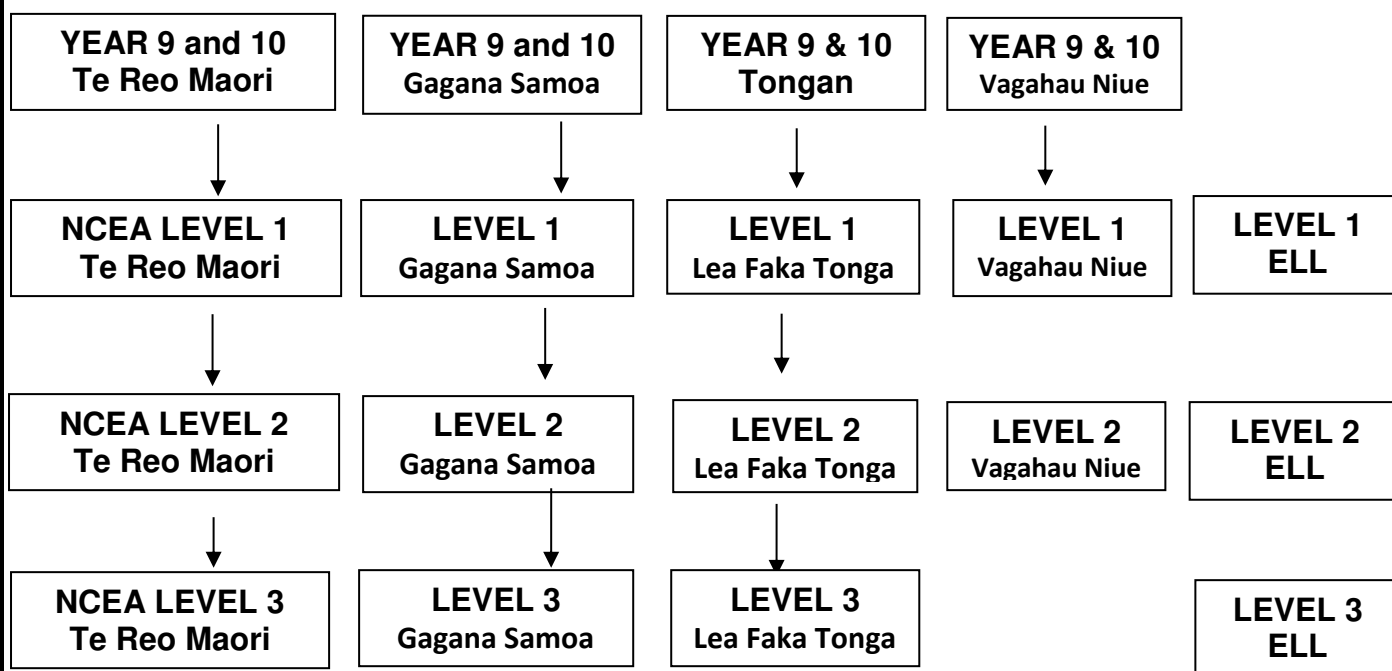 YEAR 9 and 10
Te Reo Maori
YEAR 9 and 10
Gagana Samoa
YEAR 9 & 10
Tongan
YEAR 9 & 10
Vagahau Niue
NCEA LEVEL 1
Te Reo Maori
LEVEL 1
Gagana Samoa
LEVEL 1
Lea Faka Tonga
LEVEL 1
Vagahau Niue
LEVEL 1
ELL
NCEA LEVEL 2
Te Reo Maori
LEVEL 2
Gagana Samoa
LEVEL 2
Lea Faka Tonga
LEVEL 2
Vagahau Niue
LEVEL 2
ELL
NCEA LEVEL 3
Te Reo Maori
LEVEL 3
Gagana Samoa
LEVEL 3
Lea Faka Tonga
LEVEL 3
ELL